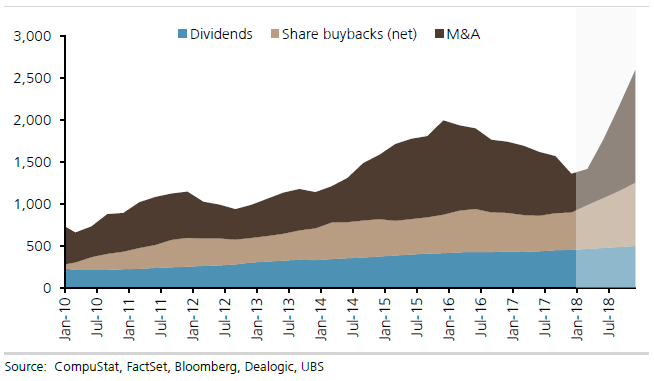 Dividends Share buybacks (net) M&A
3,000
2,500
2,000
1,500
1,000
500
0
Jan-10 Jul-10 Jan-11 Jul-11 Jan-12 Jul-12 Jan-13 Jul-13 Jan-14 Jul-14 Jan-15 Jul-15 Jan-16 Jul-16 Jan-17 Jul-17 Jan-18 Jul-18
Source: CompuStat, FactSet, Bloomberg, Dealogic, UBS